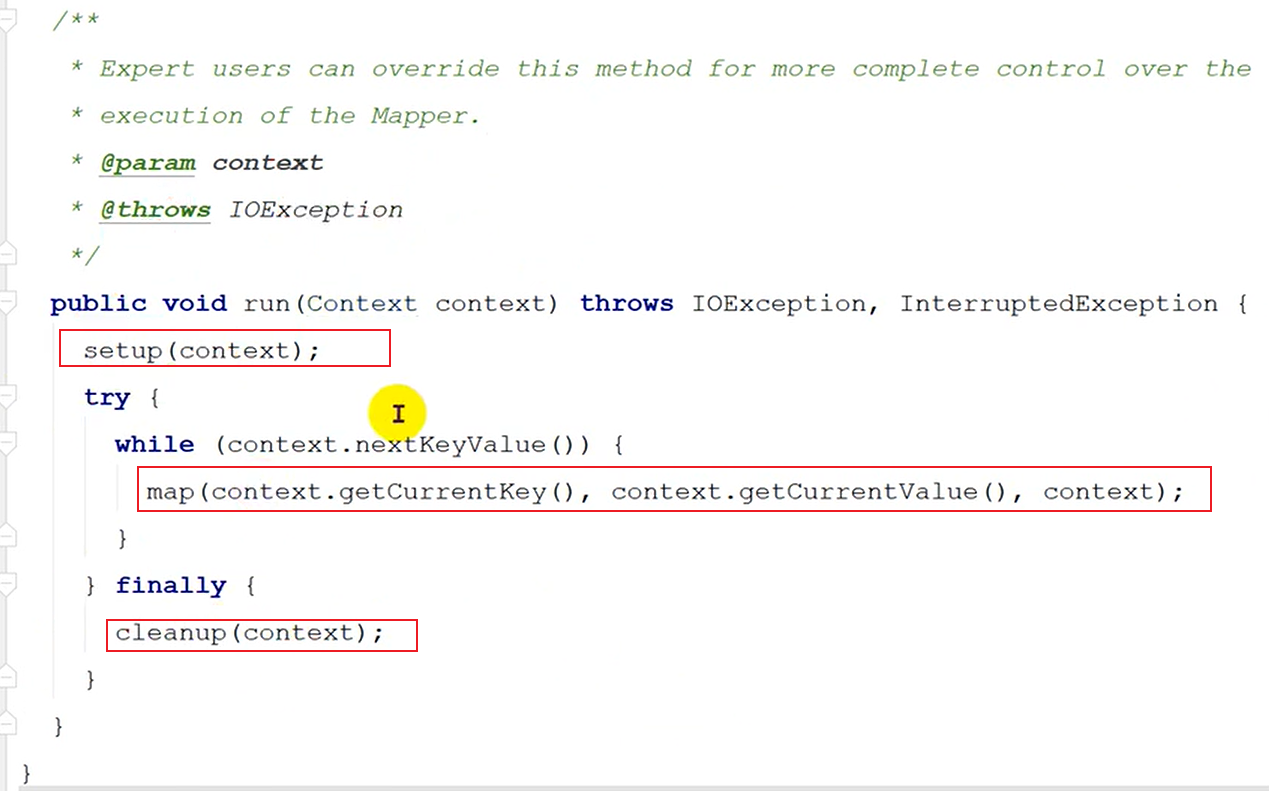 /**
* Expert users can override this method for more complete control over the
* execution of the Mapper.
* @param context
* @throws IOException
*/
public void run(Context context) throws IOException, InterruptedException {
setup(context);
try {
while (context.nextKeyValue()) {
map(context.getCurrentKey(), context.getCurrentValue(), context);
}
} finally {
cleanup(context);
}
}
}